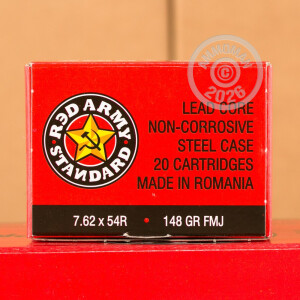 RED ARMY
STANDARD
LEAD CORE
NON-CORROSIVE
STEEL CASE
20 CARTRIDGES
MADE IN ROMANIA
7.62 x 54R • 148 GR FMJ
©
2026